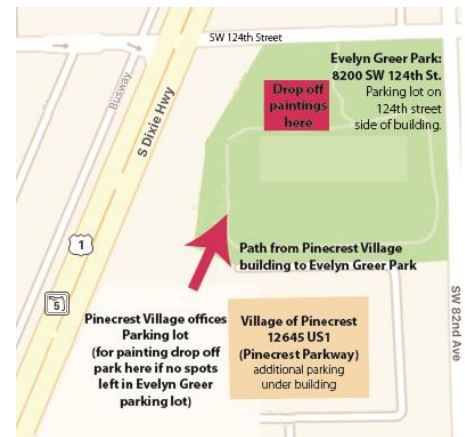 SW 124th Street
Evelyn Greer Park:
8200 SW 124th St.
Parking lot on
124th street
side of building.
Drop off
paintings
here
Busway
S Dixie Hwy
1
5
Path from Pinecrest Village
building to Evelyn Greer Park
Pinecrest Village offices
Parking lot
(for painting drop off
park here if no spots
left in Evelyn Greer
parking lot)
Village of Pinecrest
12645 US1
(Pinecrest Parkway)
additional parking
under building
SW 82nd Ave